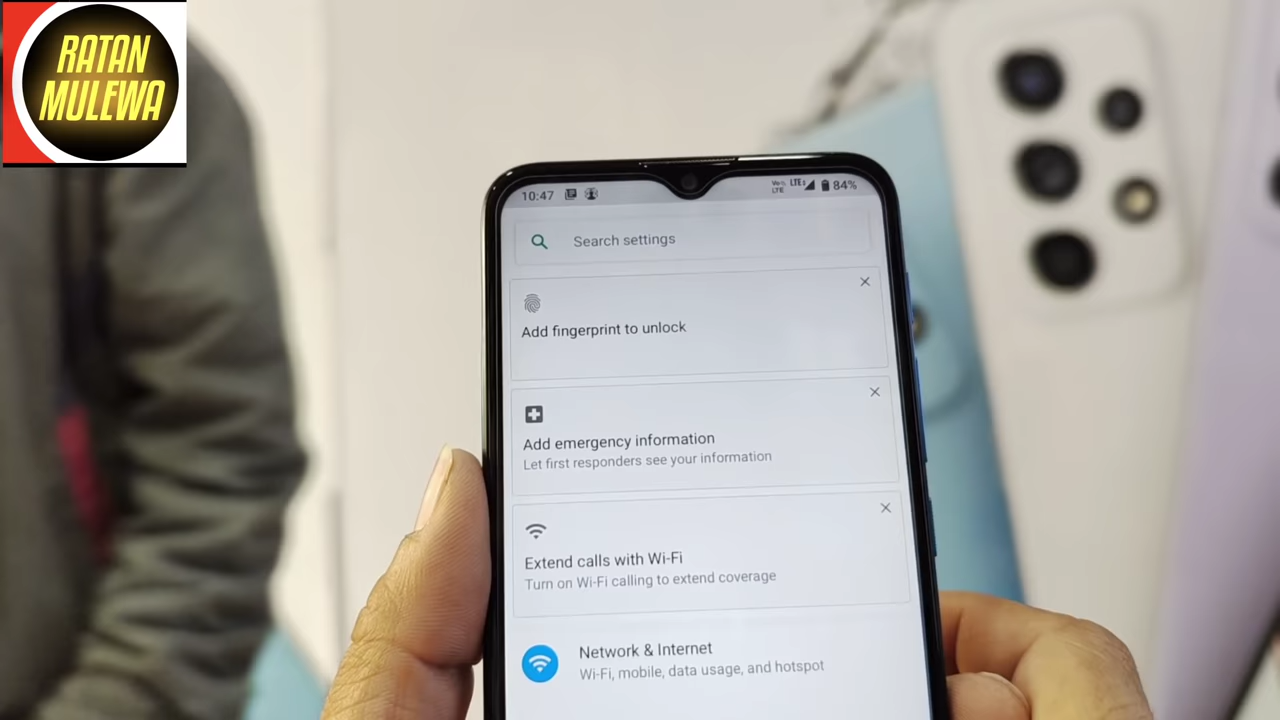 RATAN
MULEWA
10:47
84%
Search settings
Add fingerprint to unlock
Add emergency information
Let first responders see your information
Extend calls with Wi-Fi
Turn on Wi-Fi calling to extend coverage
Network & Internet
Wi-Fi, mobile, data usage, and hotspot